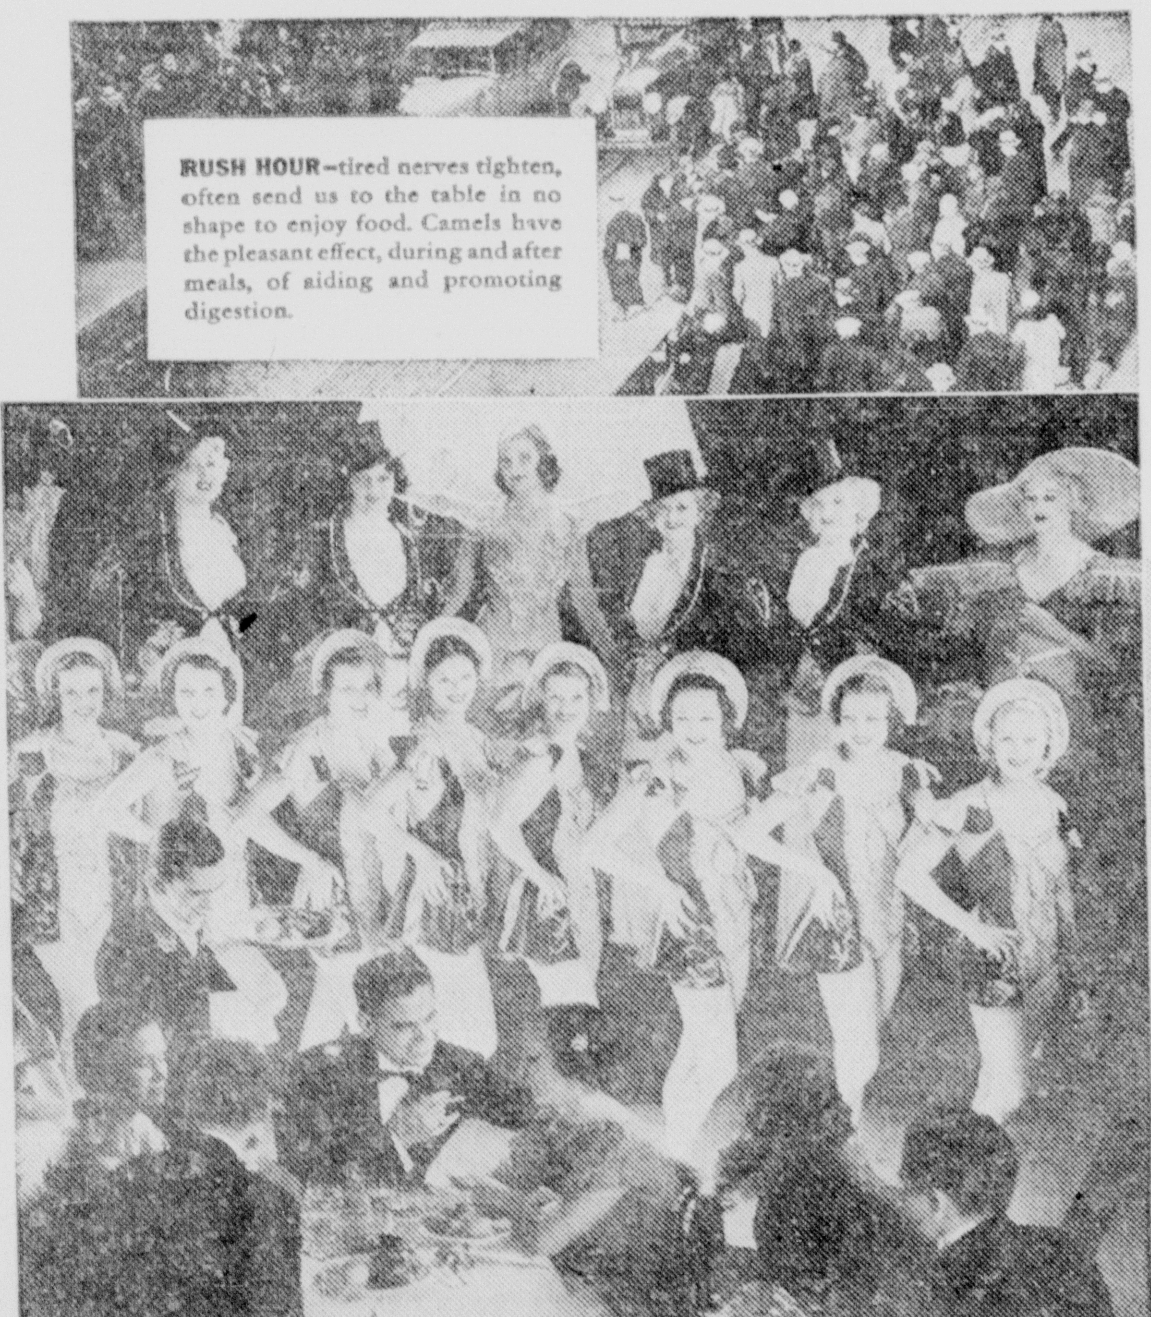 RUSH HOUR—tired nerves tighten,
often send us to the table in no
shape to enjoy food. Camels have
the pleasant effect, during and after
meals, of aiding and promoting
digestion.